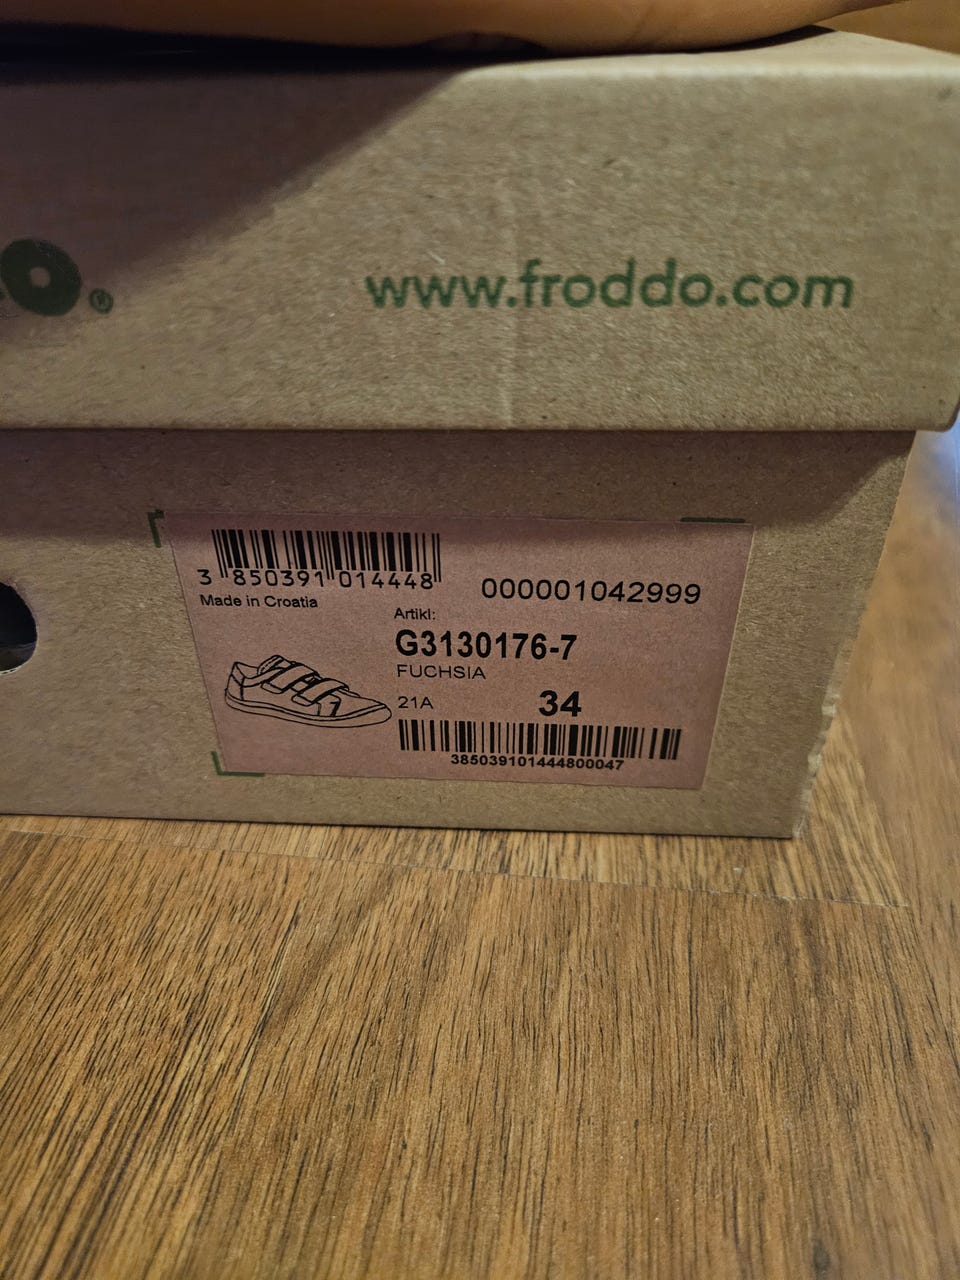 www.froddo.com
3 850391 014448
000001042999
Made in Croatia
Artikl:
G3130176-7
FUCHSIA
21A 34
385039101444800047